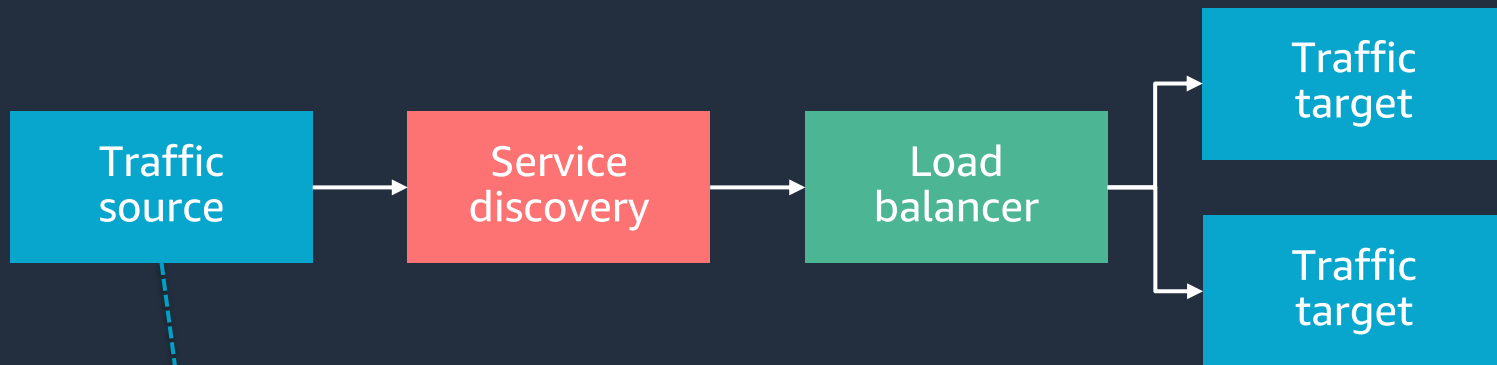 Traffic
source
Service
discovery
Load
balancer
Traffic
target
Traffic
target